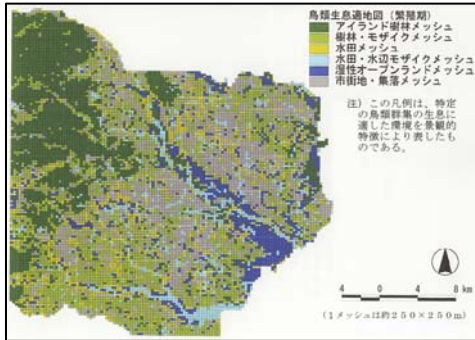 鳥類生息適地図（繁殖期）
アイランド樹林メッシュ
樹林・モザイクメッシュ
水田メッシュ
水田・水辺モザイクメッシュ
湿性オープンランドメッシュ
市街地・集落メッシュ
注）この凡例は、特定
の鳥類群集の生息に
適した環境を景観的
特徴により表したも
のである。
4 0 4 8 km
(1メッシュは約250×250m)